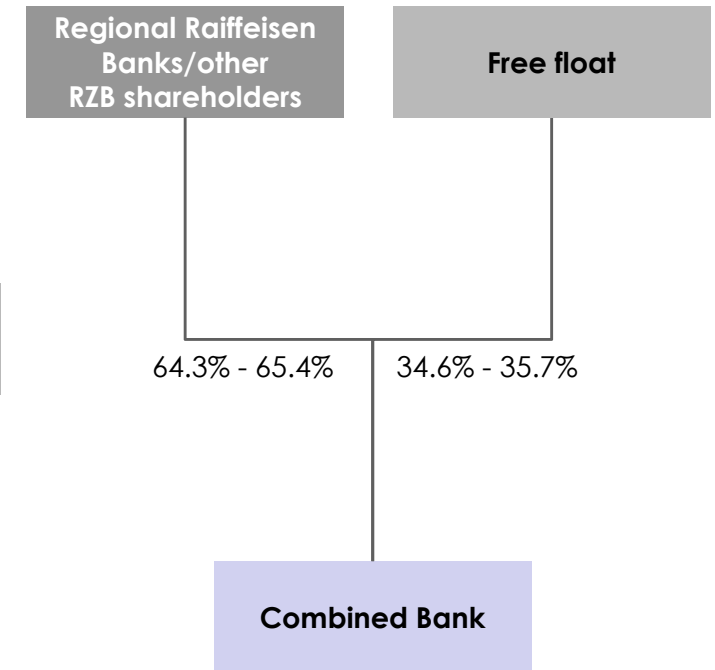 Regional Raiffeisen
Banks/other
RZB shareholders
Free float
64.3% - 65.4%
34.6% - 35.7%
Combined Bank